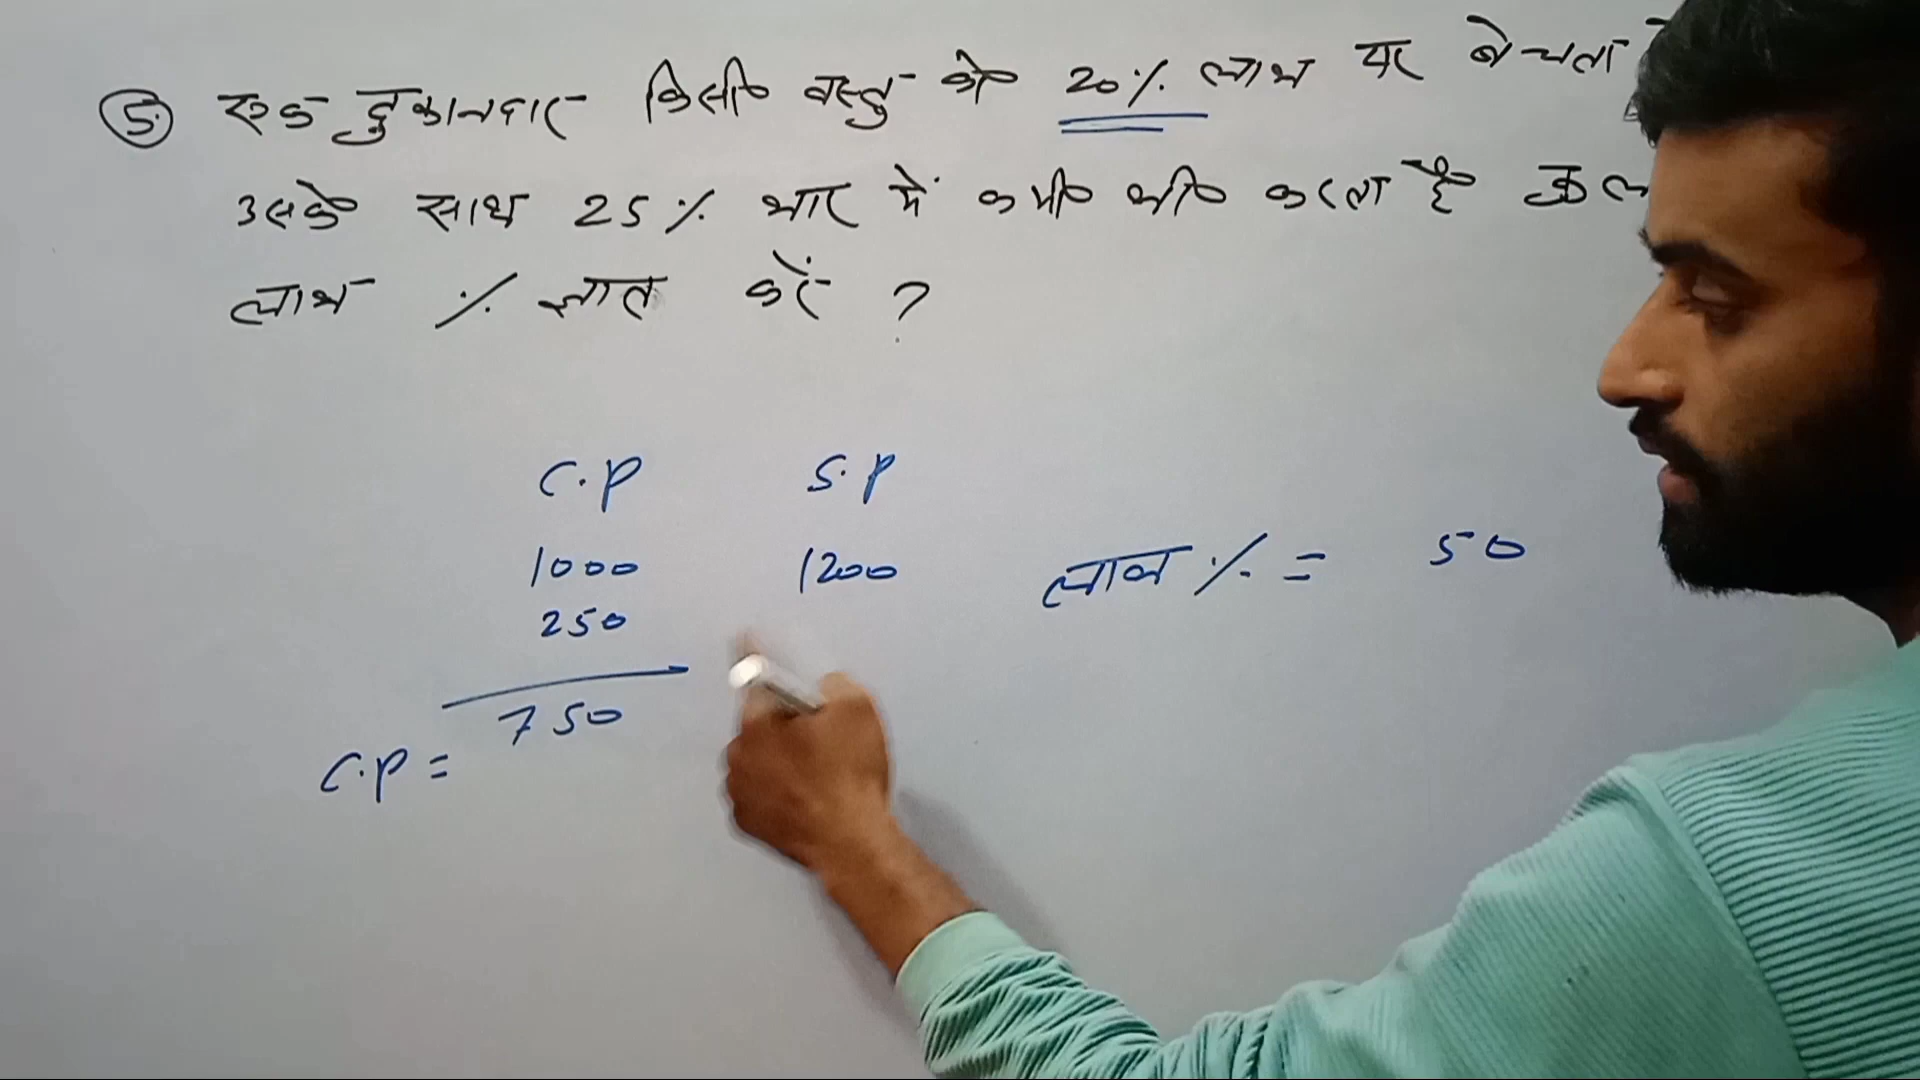 5. एक दुकानदार किसी वस्तु को 20% लाभ पर बेचता
उसके साथ 25% भार में कमी भी करता है कुल
लाभ % ज्ञात करें ?
C.P S.P
1000 1200 लाभ % = 50
250
750
C.P =